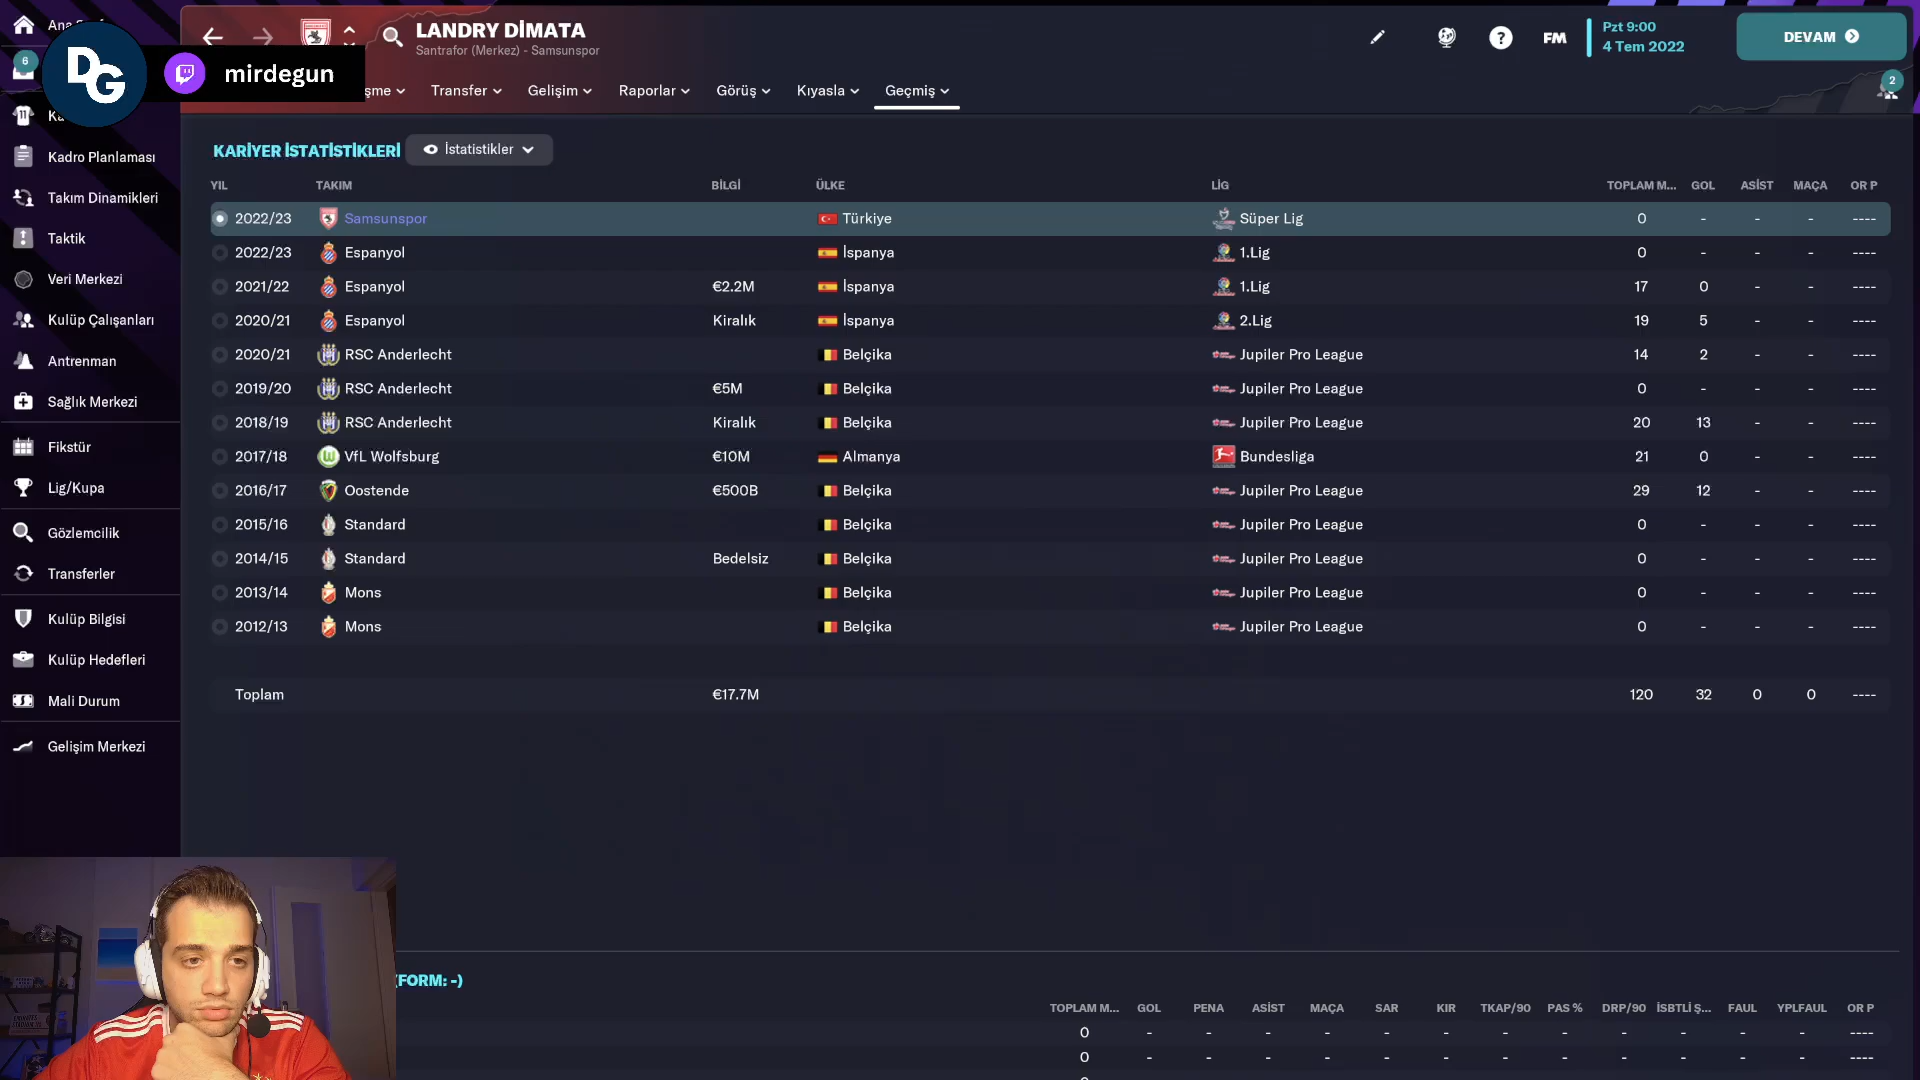 Ana
6
DG
mirdegun
LANDRY DİMATA
Santrafor (Merkez) - Samsunspor
?
FM
Pzt 9:00
4 Tem 2022
DEVAM
2
şme
Transfer
Gelişim
Raporlar
Görüş
Kıyasla
Geçmiş
11
Kadro Planlaması
Takım Dinamikleri
Taktik
Veri Merkezi
Kulüp Çalışanları
Antrenman
Sağlık Merkezi
Fikstür
Lig/Kupa
Gözlemcilik
Transferler
Kulüp Bilgisi
Kulüp Hedefleri
Mali Durum
Gelişim Merkezi
KARİYER İSTATİSTİKLERİ İstatistikler
YIL TAKIM BİLGİ ÜLKE LİG TOPLAM M... GOL ASİST MAÇA OR P
2022/23 Samsunspor Türkiye Süper Lig 0 - - - ----
2022/23 Espanyol İspanya 1.Lig 0 - - - ----
2021/22 Espanyol €2.2M İspanya 1.Lig 17 0 - - ----
2020/21 Espanyol Kiralık İspanya 2.Lig 19 5 - - ----
2020/21 RSC Anderlecht Belçika Jupiler Pro League 14 2 - - ----
2019/20 RSC Anderlecht €5M Belçika Jupiler Pro League 0 - - - ----
2018/19 RSC Anderlecht Kiralık Belçika Jupiler Pro League 20 13 - - ----
2017/18 VfL Wolfsburg €10M Almanya Bundesliga 21 0 - - ----
2016/17 Oostende €500B Belçika Jupiler Pro League 29 12 - - ----
2015/16 Standard Belçika Jupiler Pro League 0 - - - ----
2014/15 Standard Bedelsiz Belçika Jupiler Pro League 0 - - - ----
2013/14 Mons Belçika Jupiler Pro League 0 - - - ----
2012/13 Mons Belçika Jupiler Pro League 0 - - - ----
Toplam €17.7M 120 32 0 0 ----
(FORM: -)
TOPLAM M... GOL PENA ASİST MAÇA SAR KIR TKAP/90 PAS % DRP/90 İSBTLİ Ş... FAUL YPLFAUL OR P
0 - - - - - - - - - - - - ----
0 - - - - - - - - - - - - ----